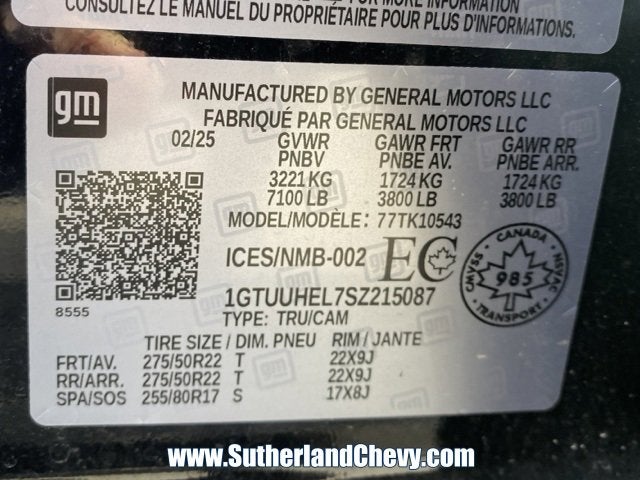 CONSULTEZ LE MANUEL DU PROPRIÉTAIRE POUR PLUS D'INFORMATIONS.
gm
MANUFACTURED BY GENERAL MOTORS LLC
FABRIQUÉ PAR GENERAL MOTORS LLC
02/25 GVWR GAWR FRT GAWR RR
PNBV PNBE AV. PNBE ARR.
3221 KG 1724 KG 1724 KG
7100 LB 3800 LB 3800 LB
MODEL/MODÈLE: 77TK10543
ICES/NMB-002 EC
CANADA
CMVSS 985 NSVAC
TRANSPORT
1GTUUHEL7SZ215087
8555
TYPE: TRU/CAM
TIRE SIZE / DIM. PNEU RIM / JANTE
FRT/AV. 275/50R22 T 22X9J
RR/ARR. 275/50R22 T 22X9J
SPA/SOS 255/80R17 S 17X8J
www.SutherlandChevy.com